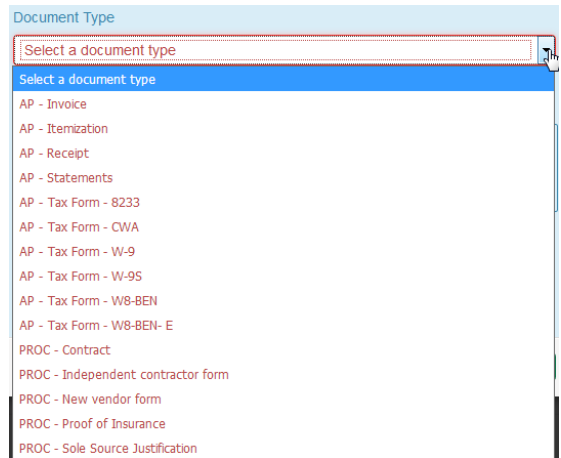 Document Type
Select a document type
Select a document type
AP - Invoice
AP - Itemization
AP - Receipt
AP - Statements
AP - Tax Form - 8233
AP - Tax Form - CWA
AP - Tax Form - W-9
AP - Tax Form - W-9S
AP - Tax Form - W8-BEN
AP - Tax Form - W8-BEN- E
PROC - Contract
PROC - Independent contractor form
PROC - New vendor form
PROC - Proof of Insurance
PROC - Sole Source Justification